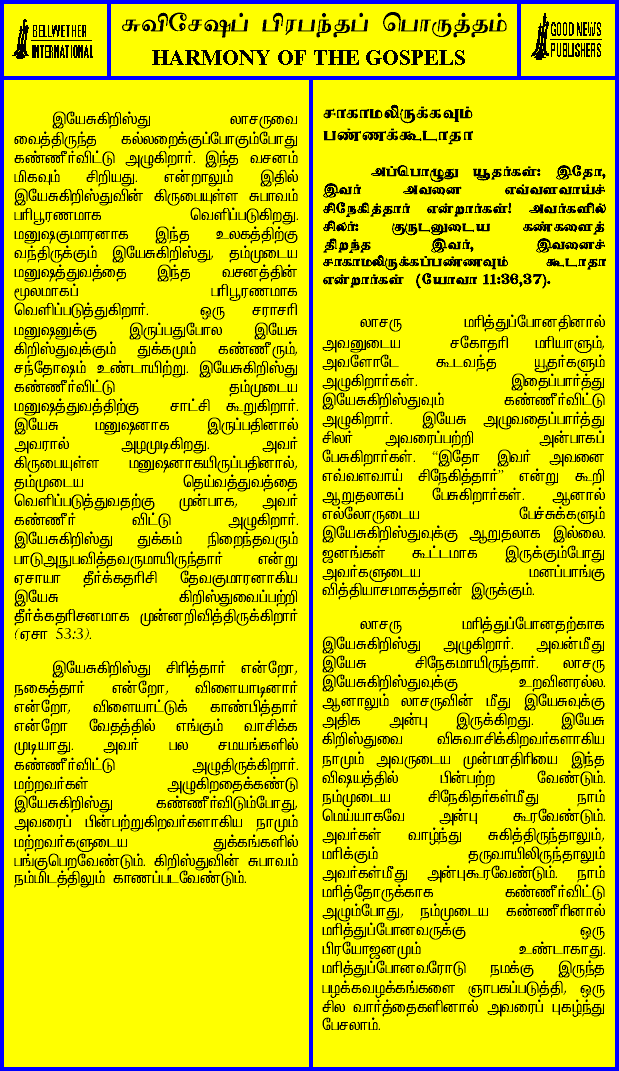 BELLWETHER
INTERNATIONAL
சுவிசேஷப் பிரபந்தப் பொருத்தம்
HARMONY OF THE GOSPELS
GOOD NEWS
PUBLISHERS
இயேசுகிறிஸ்து லாசருவை
வைத்திருந்த கல்லறைக்குப்போகும்போது
கண்ணீர்விட்டு அழுகிறார். இந்த வசனம்
மிகவும் சிறியது. என்றாலும் இதில்
இயேசுகிறிஸ்துவின் கிருபையுள்ள சுபாவம்
பரிபூரணமாக வெளிப்படுகிறது.
மனுஷகுமாரனாக இந்த உலகத்திற்கு
வந்திருக்கும் இயேசுகிறிஸ்து, தம்முடைய
மனுஷத்துவத்தை இந்த வசனத்தின்
மூலமாகப் பரிபூரணமாக
வெளிப்படுத்துகிறார். ஒரு சராசரி
மனுஷனுக்கு இருப்பதுபோல இயேசு
கிறிஸ்துவுக்கும் துக்கமும் கண்ணீரும்,
சந்தோஷம் உண்டாயிற்று. இயேசுகிறிஸ்து
கண்ணீர்விட்டு தம்முடைய
மனுஷத்துவத்திற்கு சாட்சி கூறுகிறார்.
இயேசு மனுஷனாக இருப்பதினால்
அவரால் அழமுடிகிறது. அவர்
கிருபையுள்ள மனுஷனாகயிருப்பதினால்,
தம்முடைய தெய்வத்துவத்தை
வெளிப்படுத்துவதற்கு முன்பாக, அவர்
கண்ணீர் விட்டு அழுகிறார்.
இயேசுகிறிஸ்து துக்கம் நிறைந்தவரும்
பாடுஅநுபவித்தவருமாயிருந்தார் என்று
ஏசாயா தீர்க்கதரிசி தேவகுமாரனாகிய
இயேசு கிறிஸ்துவைப்பற்றி
தீர்க்கதரிசனமாக முன்னறிவித்திருக்கிறார்
(ஏசா 53:3).
இயேசுகிறிஸ்து சிரித்தார் என்றோ,
நகைத்தார் என்றோ, விளையாடினார்
என்றோ, விளையாட்டுக் காண்பித்தார்
என்றோ வேதத்தில் எங்கும் வாசிக்க
முடியாது. அவர் பல சமயங்களில்
கண்ணீர்விட்டு அழுதிருக்கிறார்.
மற்றவர்கள் அழுகிறதைக்கண்டு
இயேசுகிறிஸ்து கண்ணீர்விடும்போது,
அவரைப் பின்பற்றுகிறவர்களாகிய நாமும்
மற்றவர்களுடைய துக்கங்களில்
பங்குபெறவேண்டும். கிறிஸ்துவின் சுபாவம்
நம்மிடத்திலும் காணப்படவேண்டும்.
சாகாமலிருக்கவும்
பண்ணக்கூடாதா
அப்பொழுது யூதர்கள்: இதோ,
இவர் அவனை எவ்வளவாய்ச்
சிநேகித்தார் என்றார்கள்! அவர்களில்
சிலர்: குருடனுடைய கண்களைத்
திறந்த இவர், இவனைச்
சாகாமலிருக்கப்பண்ணவும் கூடாதா
என்றார்கள் (யோவா 11:36,37).
லாசரு மரித்துப்போனதினால்
அவனுடைய சகோதரி மரியாளும்,
அவளோடே கூடவந்த யூதர்களும்
அழுகிறார்கள். இதைப்பார்த்து
இயேசுகிறிஸ்துவும் கண்ணீர்விட்டு
அழுகிறார். இயேசு அழுவதைப்பார்த்து
சிலர் அவரைப்பற்றி அன்பாகப்
பேசுகிறார்கள். “இதோ இவர் அவனை
எவ்வளவாய் சிநேகித்தார்” என்று கூறி
ஆறுதலாகப் பேசுகிறார்கள். ஆனால்
எல்லோருடைய பேச்சுக்களும்
இயேசுகிறிஸ்துவுக்கு ஆறுதலாக இல்லை.
ஜனங்கள் கூட்டமாக இருக்கும்போது
அவர்களுடைய மனப்பாங்கு
வித்தியாசமாகத்தான் இருக்கும்.
லாசரு மரித்துப்போனதற்காக
இயேசுகிறிஸ்து அழுகிறார். அவன்மீது
இயேசு சிநேகமாயிருந்தார். லாசரு
இயேசுகிறிஸ்துவுக்கு உறவினரல்ல.
ஆனாலும் லாசருவின் மீது இயேசுவுக்கு
அதிக அன்பு இருக்கிறது. இயேசு
கிறிஸ்துவை விசுவாசிக்கிறவர்களாகிய
நாமும் அவருடைய முன்மாதிரியை இந்த
விஷயத்தில் பின்பற்ற வேண்டும்.
நம்முடைய சிநேகிதர்கள்மீது நாம்
மெய்யாகவே அன்பு கூரவேண்டும்.
அவர்கள் வாழ்ந்து சுகித்திருந்தாலும்,
மரிக்கும் தருவாயிலிருந்தாலும்
அவர்கள்மீது அன்புகூரவேண்டும். நாம்
மரித்தோருக்காக கண்ணீர்விட்டு
அழும்போது, நம்முடைய கண்ணீரினால்
மரித்துப்போனவருக்கு ஒரு
பிரயோஜனமும் உண்டாகாது.
மரித்துப்போனவரோடு நமக்கு இருந்த
பழக்கவழக்கங்களை ஞாபகப்படுத்தி, ஒரு
சில வார்த்தைகளினால் அவரைப் புகழ்ந்து
பேசலாம்.